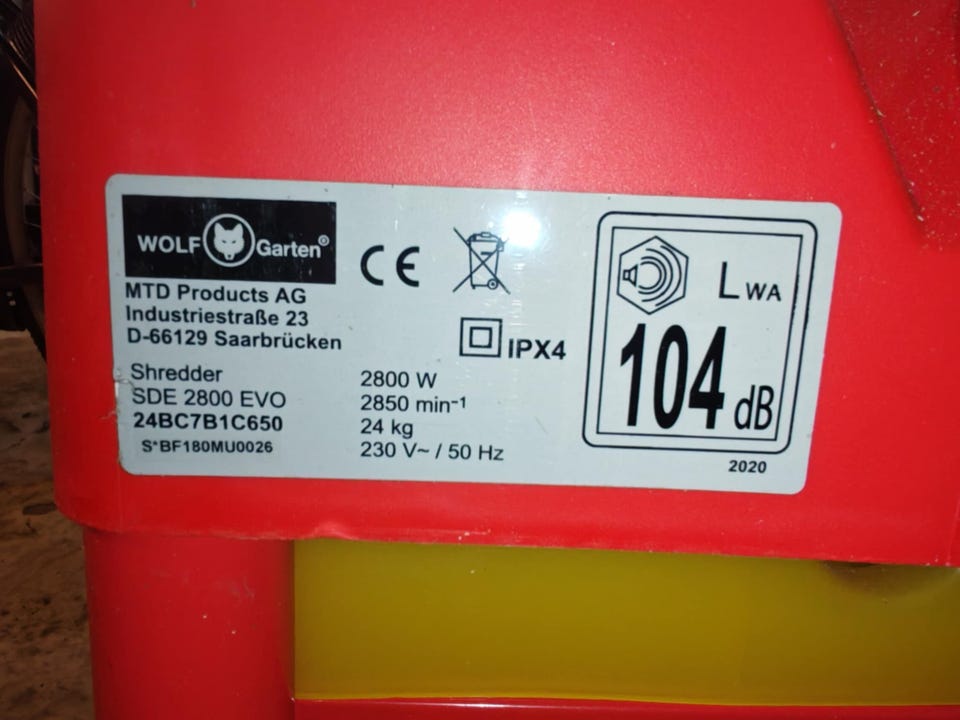 WOLF Garten®
MTD Products AG
Industriestraße 23
D-66129 Saarbrücken
Shredder
SDE 2800 EVO
24BC7B1C650
S*BF180MU0026
CE
IPX4
2800 W
2850 min⁻¹
24 kg
230 V~ / 50 Hz
LWA
104 dB
2020